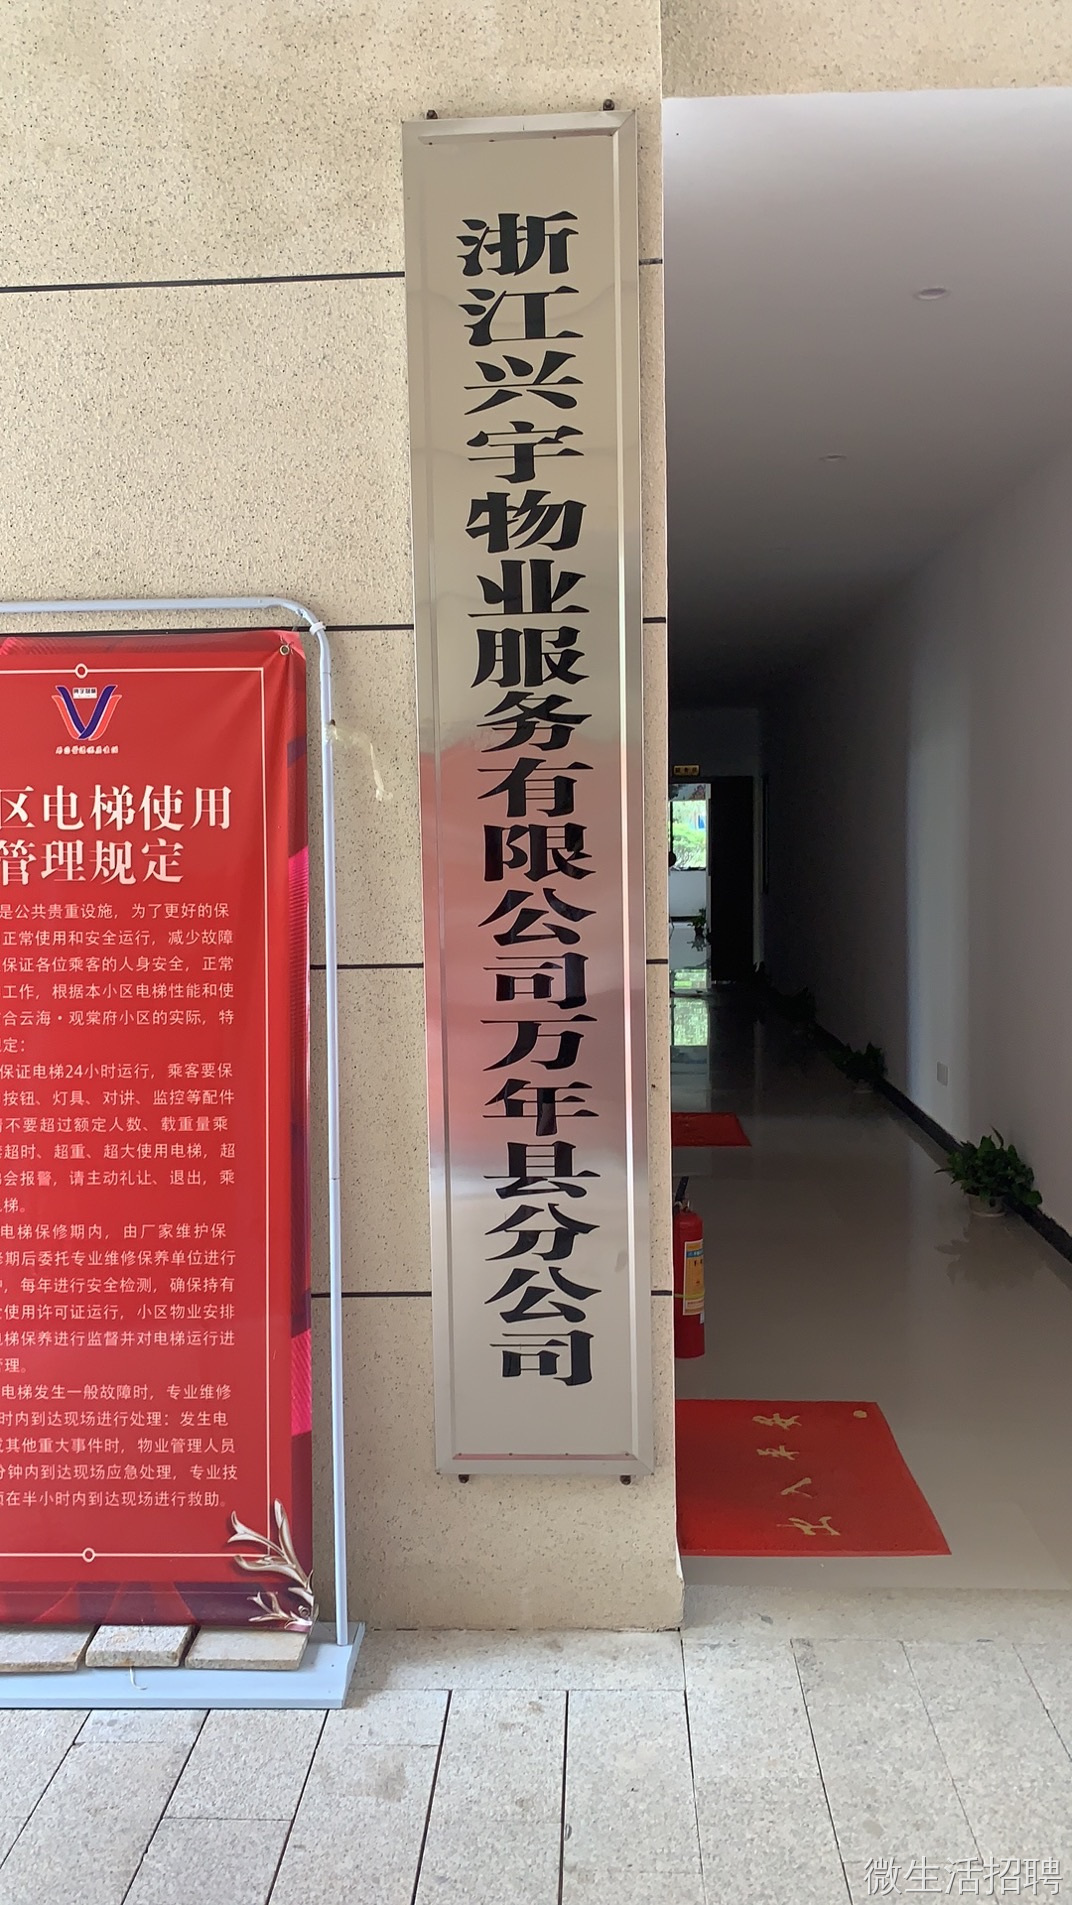 浙江兴宇物业服务有限公司万年县分公司
区电梯使用
管理规定
是公共贵重设施，为了更好的保
正常使用和安全运行，减少故障
保证各位乘客的人身安全，正常
工作，根据本小区电梯性能和使
合云海·观棠府小区的实际，特
定：
保证电梯24小时运行，乘客要保
按钮、灯具、对讲、监控等配件
不要超过额定人数、载重量乘
超时、超重、超大使用电梯，超
会报警，请主动礼让、退出，乘
梯。
电梯保修期内，由厂家维护保
修期后委托专业维修保养单位进行
，每年进行安全检测，确保持有
使用许可证运行，小区物业安排
电梯保养进行监督并对电梯运行进
管理。
电梯发生一般故障时，专业维修
时内到达现场进行处理：发生电
或其他重大事件时，物业管理人员
分钟内到达现场应急处理，专业技
须在半小时内到达现场进行救助。
出入平安
微生活招聘